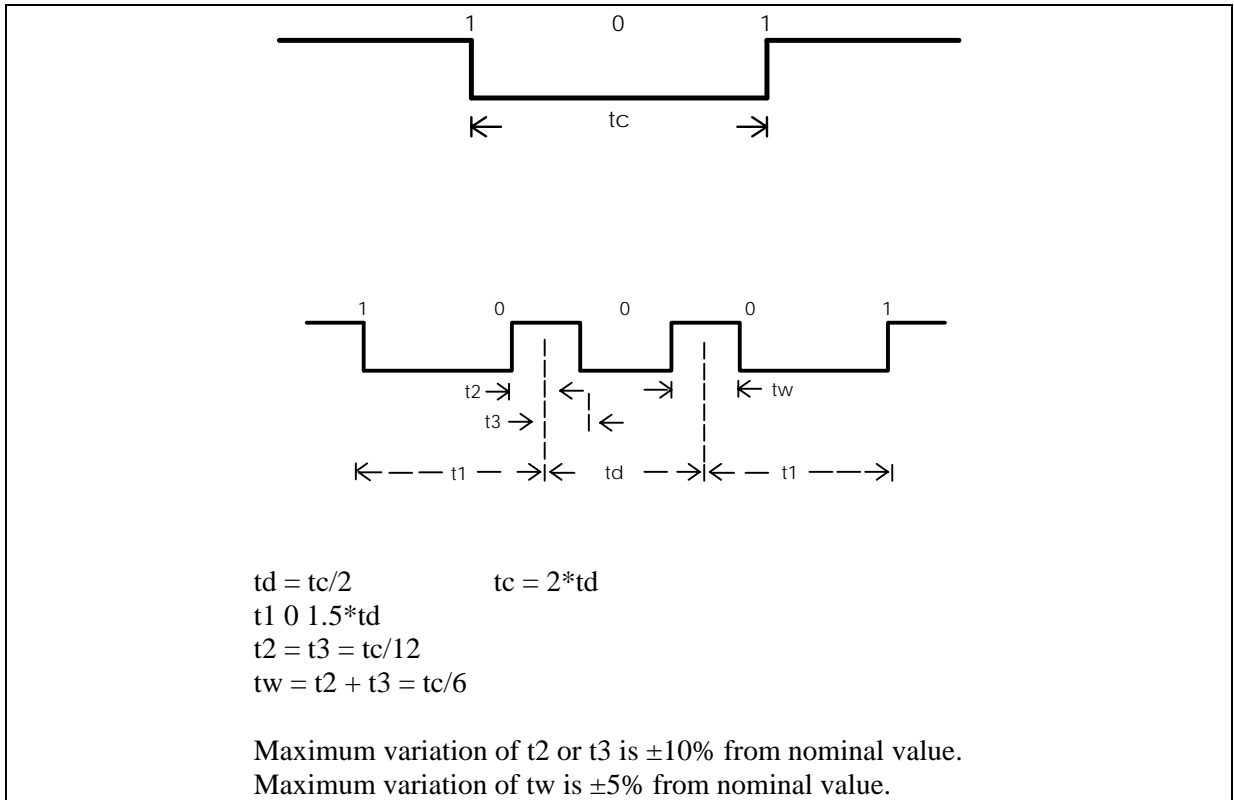 1 0 1
tc
1 0 0 0 1
t2 tw
t3
t1 td t1
td = tc/2 tc = 2*td
t1 0 1.5*td
t2 = t3 = tc/12
tw = t2 + t3 = tc/6
Maximum variation of t2 or t3 is ±10% from nominal value.
Maximum variation of tw is ±5% from nominal value.